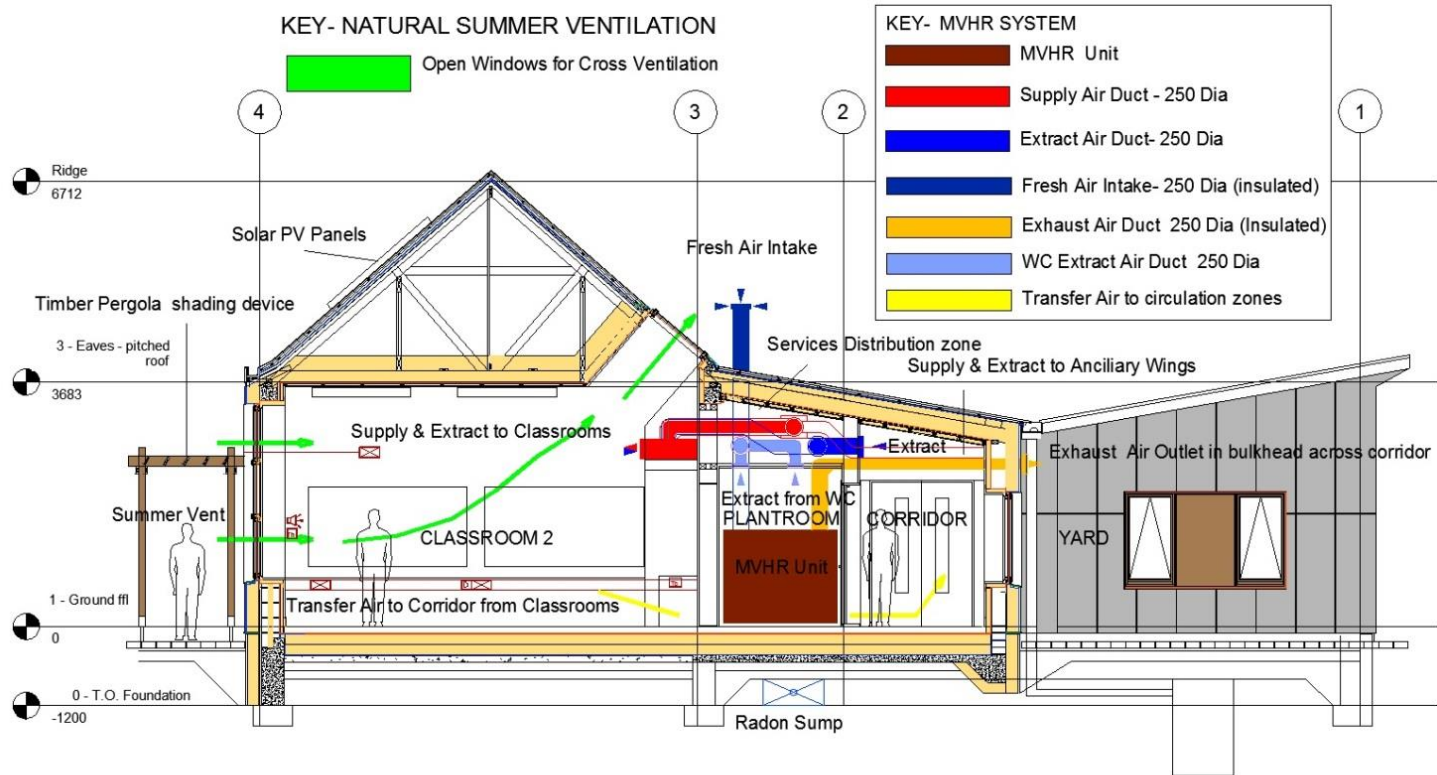 KEY- NATURAL SUMMER VENTILATION
Open Windows for Cross Ventilation
KEY- MVHR SYSTEM
MVHR Unit
Supply Air Duct - 250 Dia
Extract Air Duct- 250 Dia
Fresh Air Intake- 250 Dia (insulated)
Exhaust Air Duct 250 Dia (Insulated)
WC Extract Air Duct 250 Dia
Transfer Air to circulation zones
4
3
2
1
Ridge
6712
Solar PV Panels
Fresh Air Intake
Timber Pergola shading device
3 - Eaves - pitched
roof
3683
Services Distribution zone
Supply & Extract to Anciliary Wings
Supply & Extract to Classrooms
Extract
Exhaust Air Outlet in bulkhead across corridor
Summer Vent
Extract from WC
PLANTROOM
CORRIDOR
CLASSROOM 2
YARD
MVHR Unit
1 - Ground ffl
0
Transfer Air to Corridor from Classrooms
0 - T.O. Foundation
-1200
Radon Sump